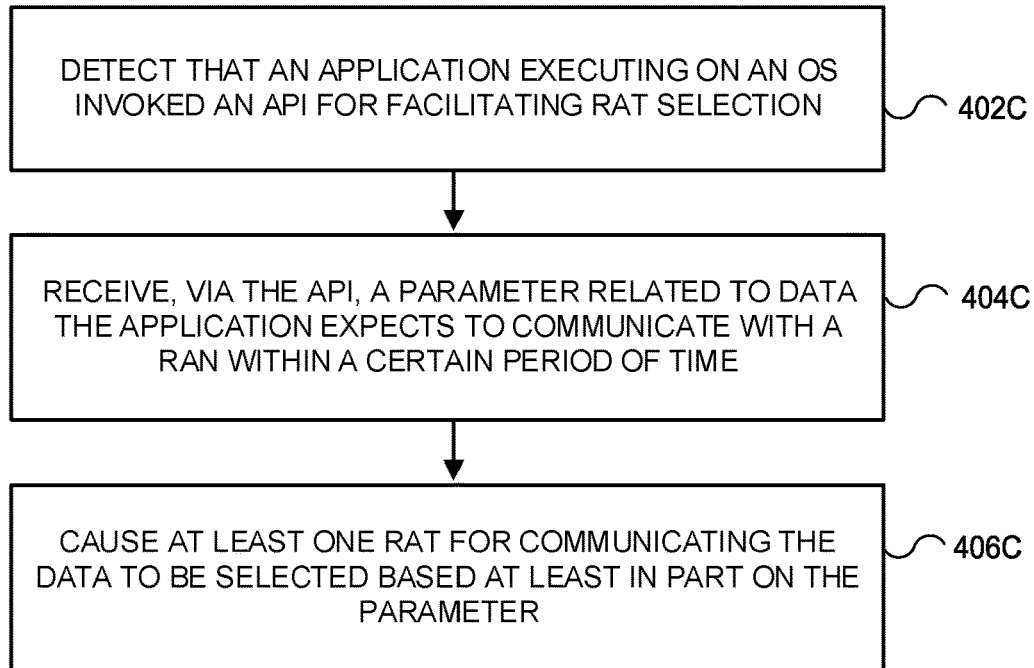 DETECT THAT AN APPLICATION EXECUTING ON AN OS
INVOKED AN API FOR FACILITATING RAT SELECTION
402C
RECEIVE, VIA THE API, A PARAMETER RELATED TO DATA
THE APPLICATION EXPECTS TO COMMUNICATE WITH A
RAN WITHIN A CERTAIN PERIOD OF TIME
404C
CAUSE AT LEAST ONE RAT FOR COMMUNICATING THE
DATA TO BE SELECTED BASED AT LEAST IN PART ON THE
PARAMETER
406C